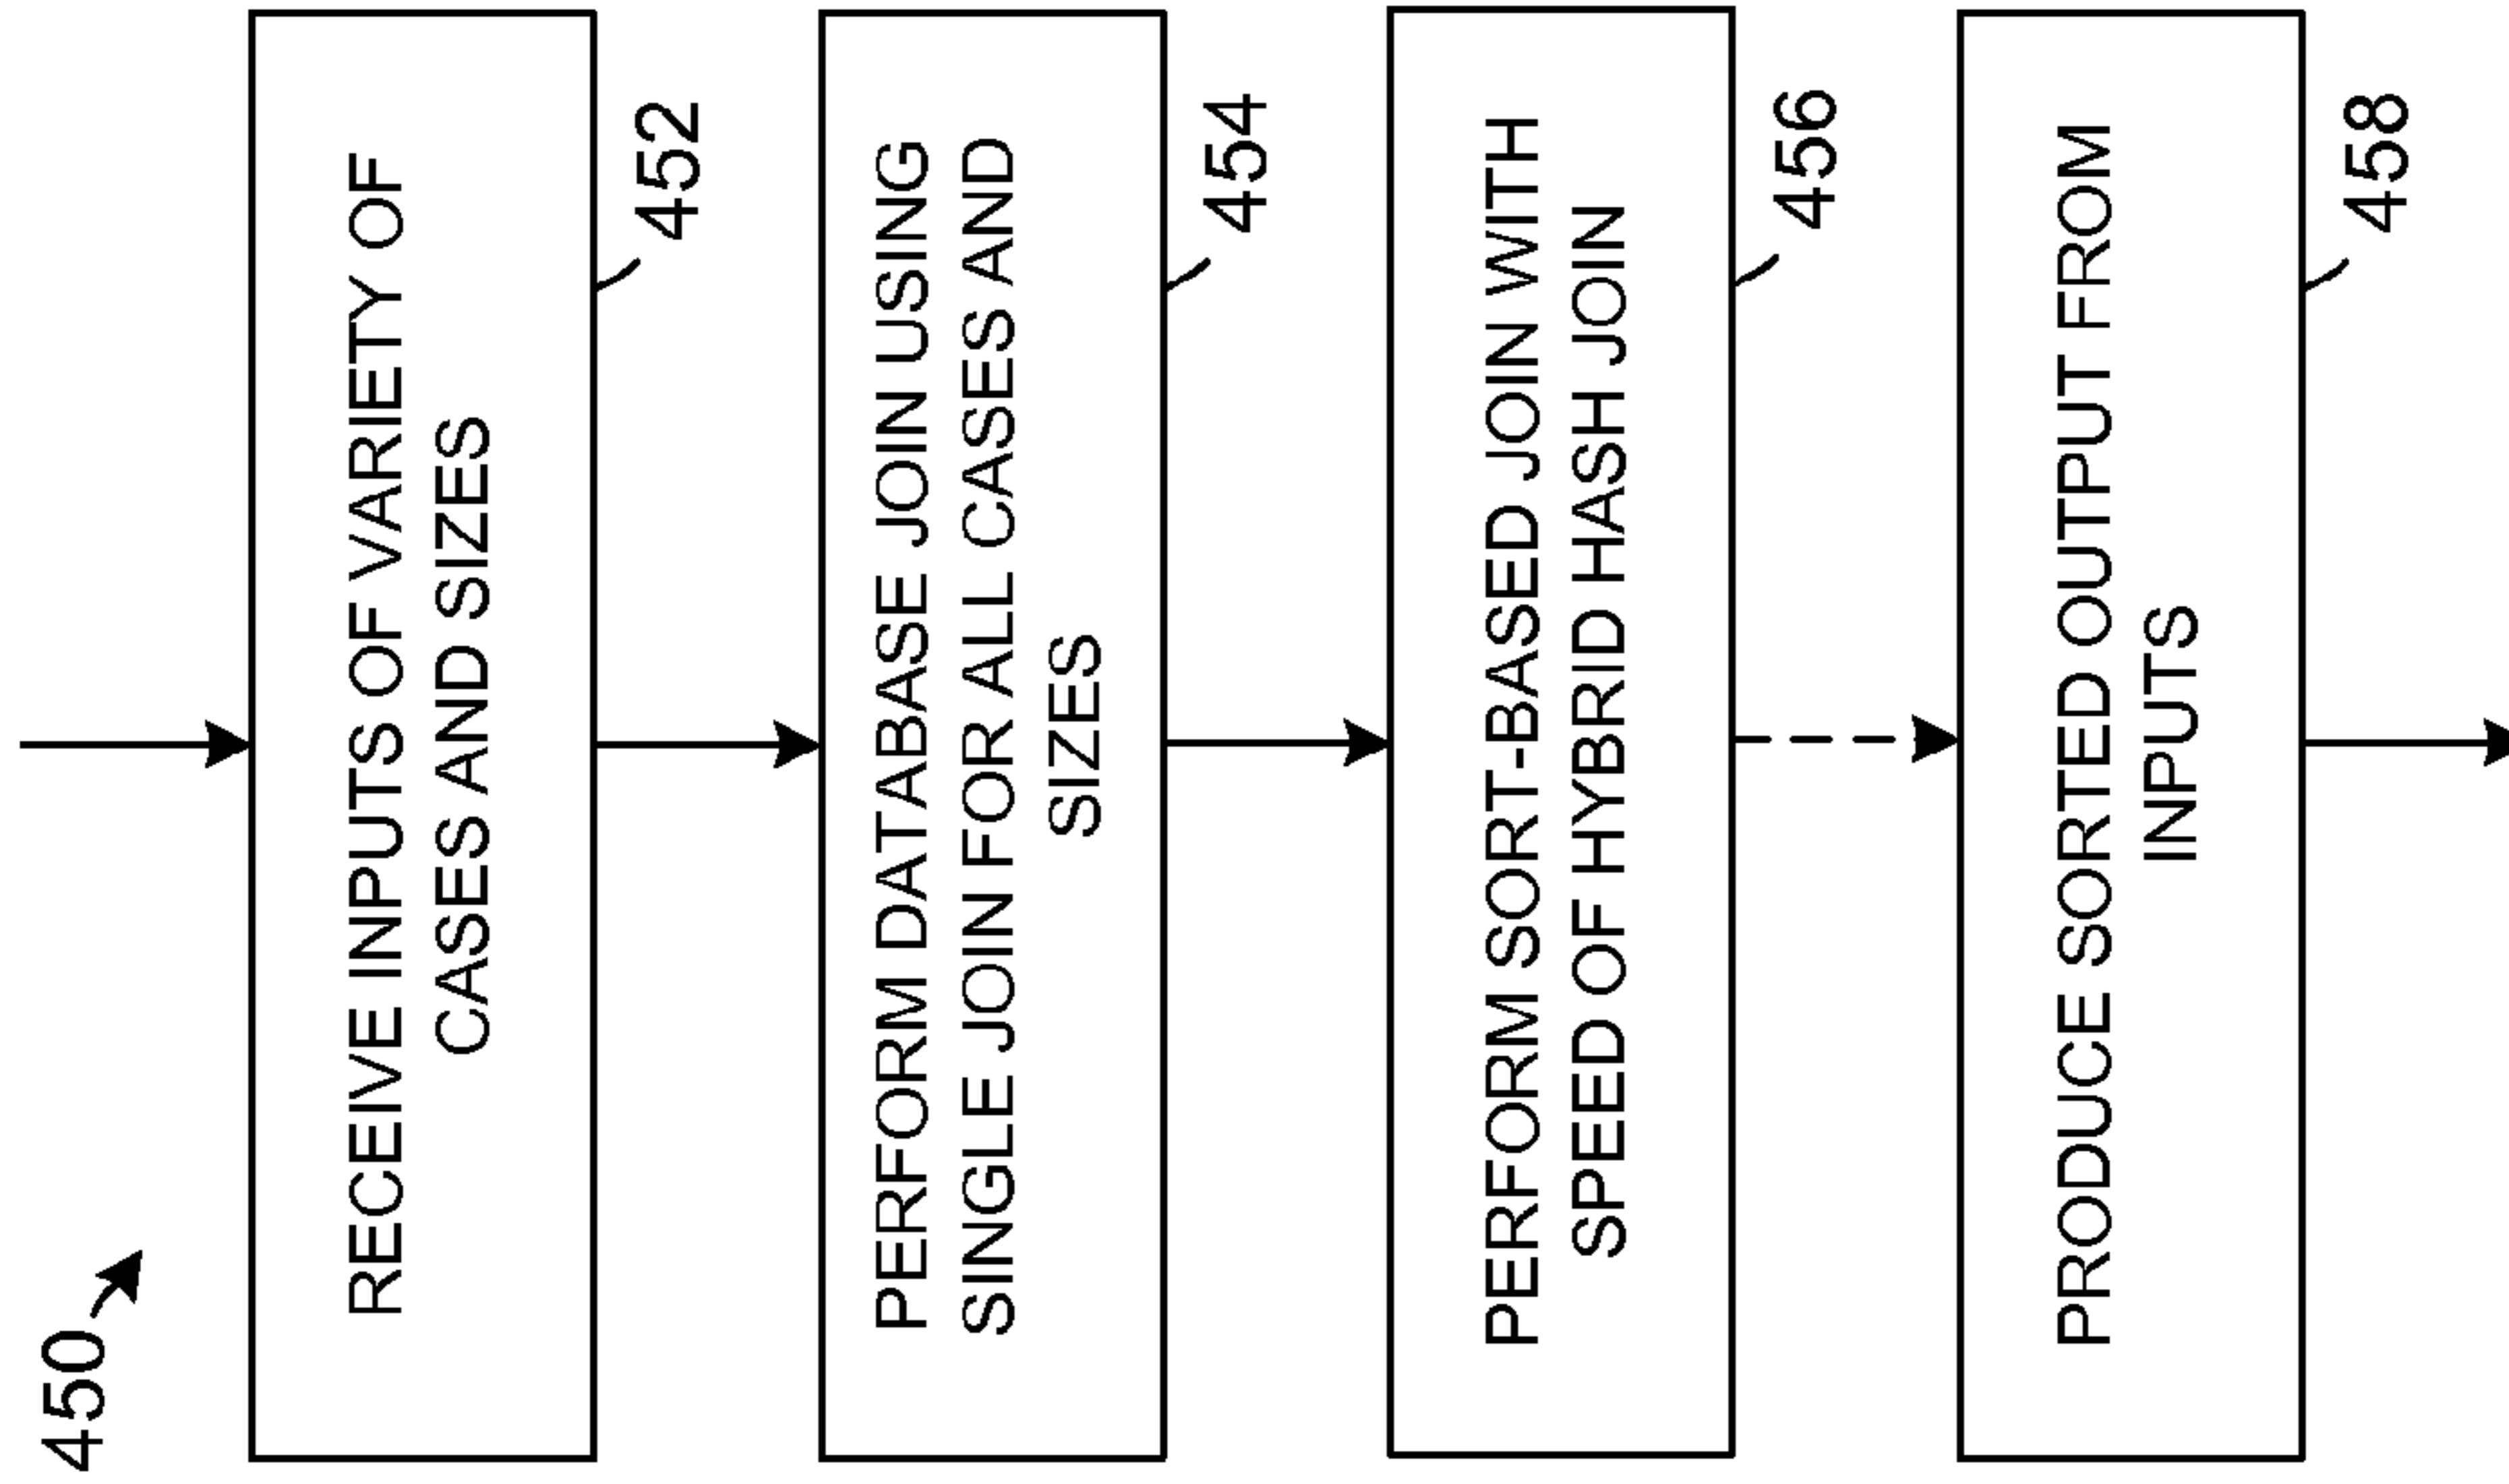 450
RECEIVE INPUTS OF VARIETY OF
CASES AND SIZES
452
PERFORM DATABASE JOIN USING
SINGLE JOIN FOR ALL CASES AND
SIZES
454
PERFORM SORT-BASED JOIN WITH
SPEED OF HYBRID HASH JOIN
456
PRODUCE SORTED OUTPUT FROM
INPUTS
458